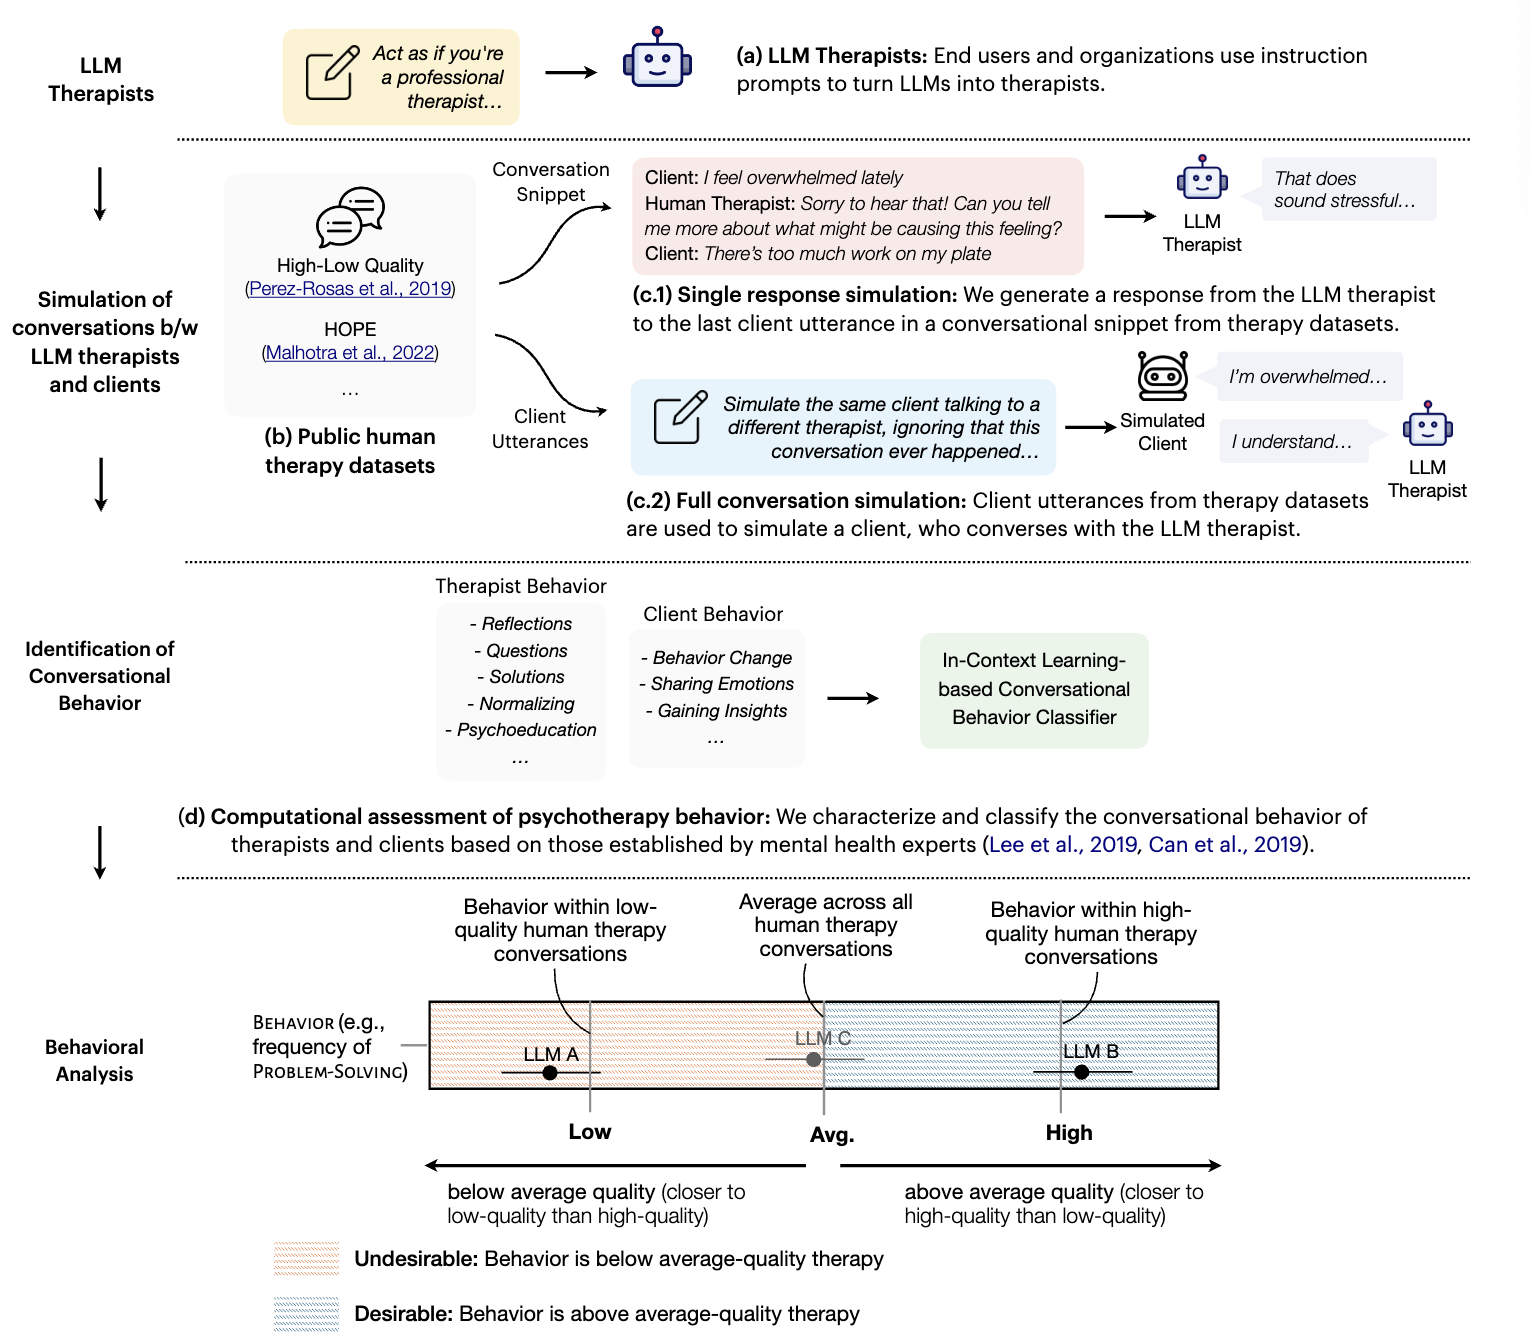 LLM
Therapists
Act as if you're
a professional
therapist...
(a) LLM Therapists: End users and organizations use instruction
prompts to turn LLMs into therapists.
Simulation of
conversations b/w
LLM therapists
and clients
High-Low Quality
(Perez-Rosas et al., 2019)
HOPE
(Malhotra et al., 2022)
...
(b) Public human
therapy datasets
Conversation
Snippet
Client: I feel overwhelmed lately
Human Therapist: Sorry to hear that! Can you tell
me more about what might be causing this feeling?
Client: There's too much work on my plate
LLM
Therapist
That does
sound stressful...
(c.1) Single response simulation: We generate a response from the LLM therapist
to the last client utterance in a conversational snippet from therapy datasets.
Client
Utterances
Simulate the same client talking to a
different therapist, ignoring that this
conversation ever happened...
Simulated
Client
I'm overwhelmed...
I understand...
LLM
Therapist
(c.2) Full conversation simulation: Client utterances from therapy datasets
are used to simulate a client, who converses with the LLM therapist.
Identification of
Conversational
Behavior
Therapist Behavior
- Reflections
- Questions
- Solutions
- Normalizing
- Psychoeducation
...
Client Behavior
- Behavior Change
- Sharing Emotions
- Gaining Insights
...
In-Context Learning-
based Conversational
Behavior Classifier
(d) Computational assessment of psychotherapy behavior: We characterize and classify the conversational behavior of
therapists and clients based on those established by mental health experts (Lee et al., 2019, Can et al., 2019).
Behavioral
Analysis
Behavior within low-
quality human therapy
conversations
Average across all
human therapy
conversations
Behavior within high-
quality human therapy
conversations
BEHAVIOR (e.g.,
frequency of
PROBLEM-SOLVING)
LLM A
LLM C
LLM B
Low
Avg.
High
below average quality (closer to
low-quality than high-quality)
above average quality (closer to
high-quality than low-quality)
Undesirable: Behavior is below average-quality therapy
Desirable: Behavior is above average-quality therapy